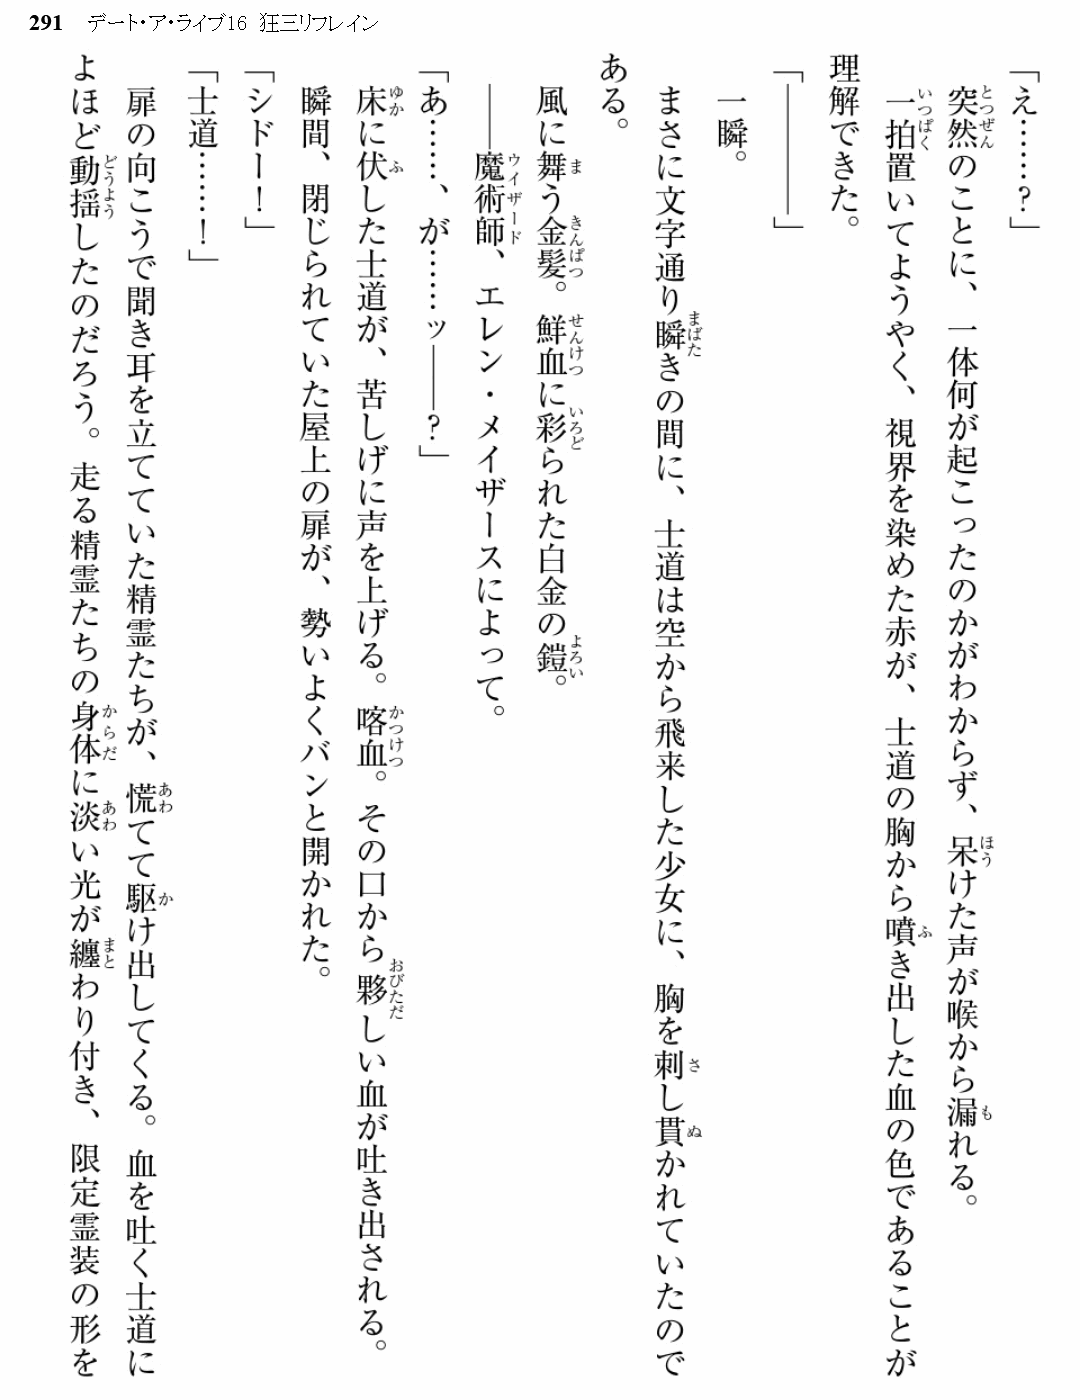 291 デート・ア・ライブ16 狂三リフレイン
「え……？」
突然のことに、一体何が起こったのかがわからず、呆けた声が喉から漏れる。
一拍置いてようやく、視界を染めた赤が、士道の胸から噴き出した血の色であることが
理解できた。
「――――」
一瞬。
まさに文字通り瞬きの間に、士道は空から飛来した少女に、胸を刺し貫かれていたので
ある。
風に舞う金髪。鮮血に彩られた白金の鎧。
――魔術師、エレン・メイザースによって。
「あ……、が……ッ――？」
床に伏した士道が、苦しげに声を上げる。喀血。その口から夥しい血が吐き出される。
瞬間、閉じられていた屋上の扉が、勢いよくバンと開かれた。
「シドー！」
「士道……！」
扉の向こうで聞き耳を立てていた精霊たちが、慌てて駆け出してくる。血を吐く士道に
よほど動揺したのだろう。走る精霊たちの身体に淡い光が纏わり付き、限定霊装の形を